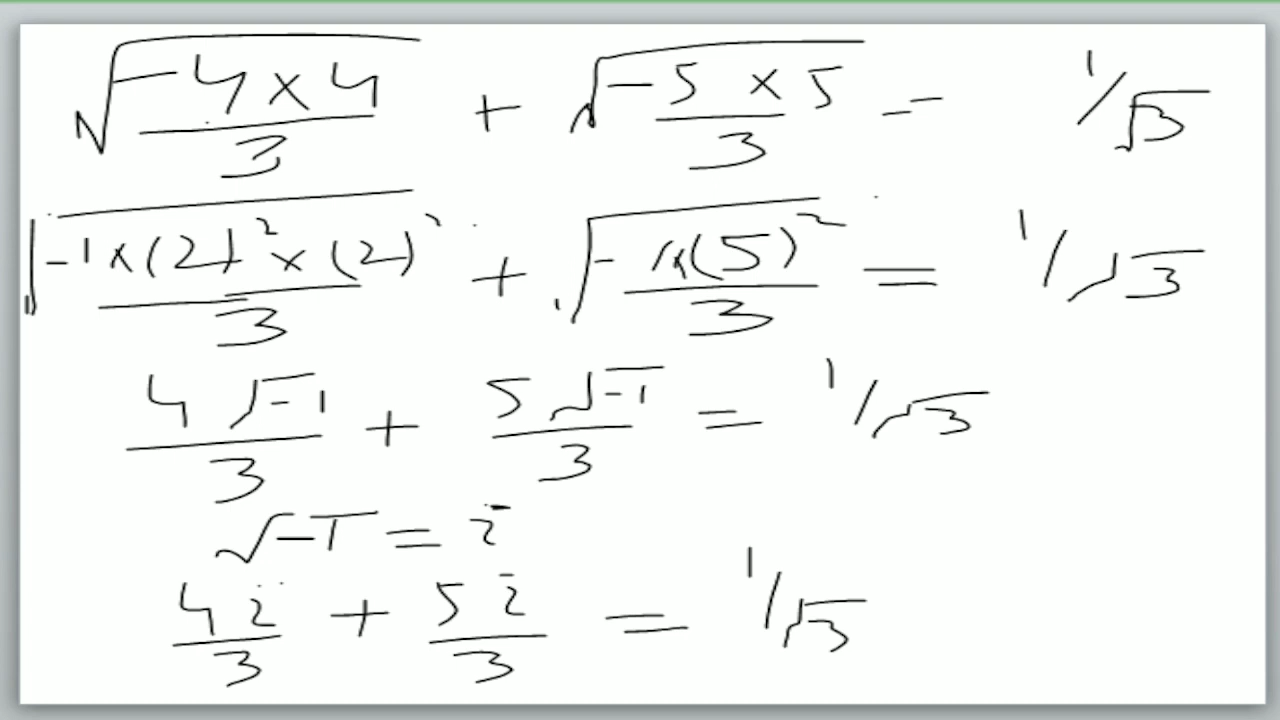 √(-4×4/3) + √(-5×5/3) = 1/√3
√(-1×(2)²×(2)/3) + √(-1×(5)²/3) = 1/√3
4√-1/3 + 5√-1/3 = 1/√3
√-1 = i
4i/3 + 5i/3 = 1/√3